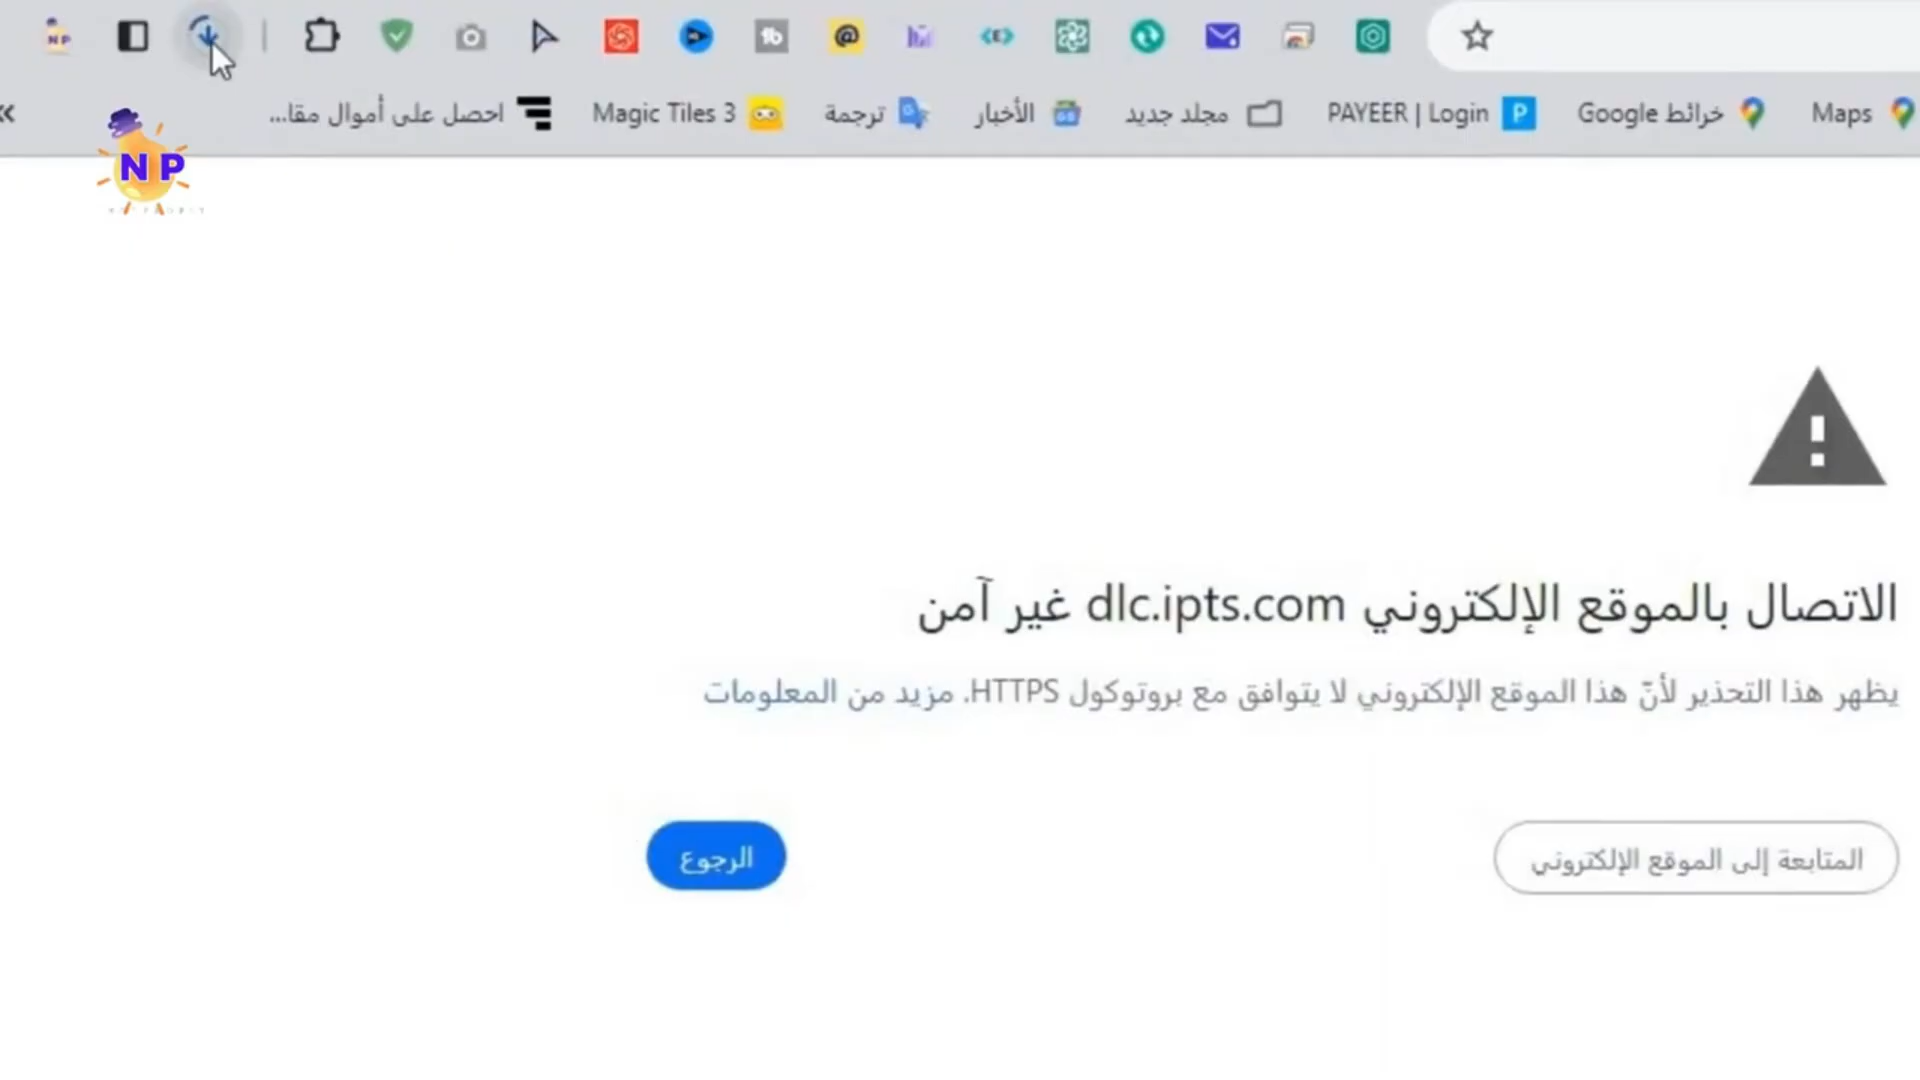 Maps
خرائط Google
PAYEER | Login
مجلد جديد
الأخبار
ترجمة
Magic Tiles 3
احصل على أموال مقا...
NP
الاتصال بالموقع الإلكتروني dlc.ipts.com غير آمن
يظهر هذا التحذير لأنّ هذا الموقع الإلكتروني لا يتوافق مع بروتوكول HTTPS. مزيد من المعلومات
المتابعة إلى الموقع الإلكتروني
الرجوع